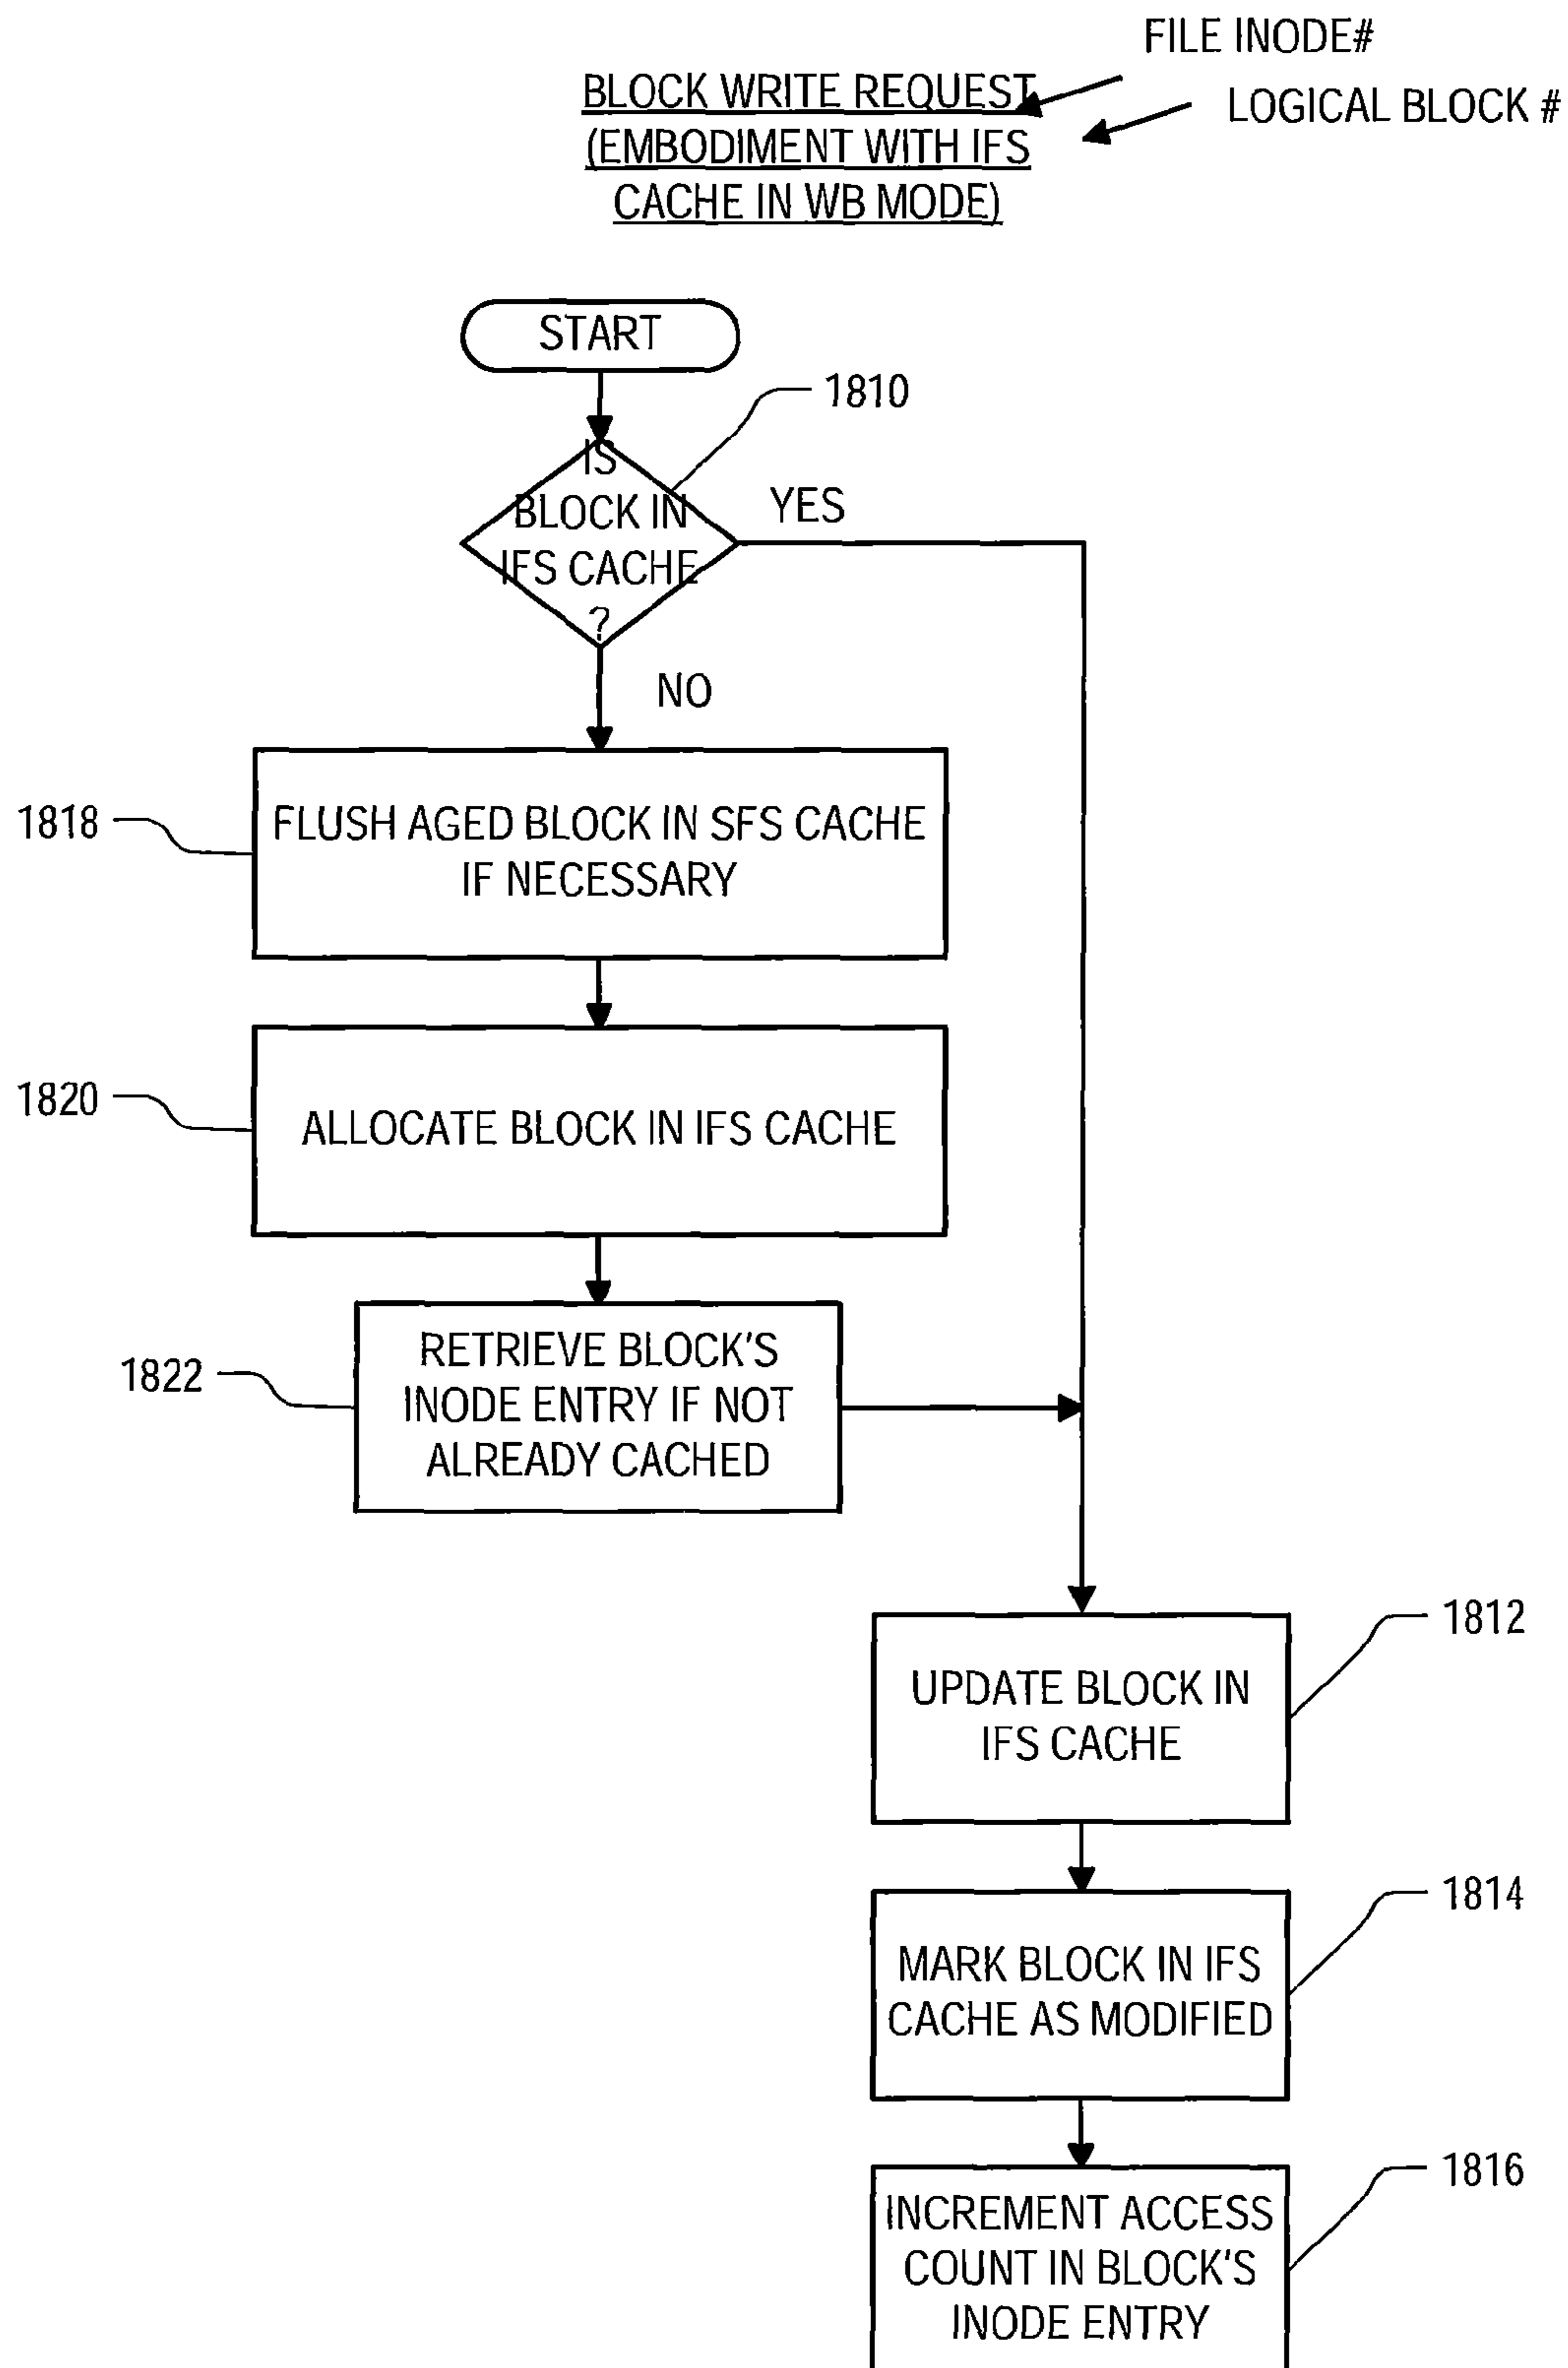 FILE INODE#
BLOCK WRITE REQUEST
LOGICAL BLOCK #
(EMBODIMENT WITH IFS
CACHE IN WB MODE)
START
1810
IS
BLOCK IN
IFS CACHE
?
YES
NO
1818
FLUSH AGED BLOCK IN SFS CACHE
IF NECESSARY
1820
ALLOCATE BLOCK IN IFS CACHE
1822
RETRIEVE BLOCK'S
INODE ENTRY IF NOT
ALREADY CACHED
1812
UPDATE BLOCK IN
IFS CACHE
1814
MARK BLOCK IN IFS
CACHE AS MODIFIED
1816
INCREMENT ACCESS
COUNT IN BLOCK'S
INODE ENTRY